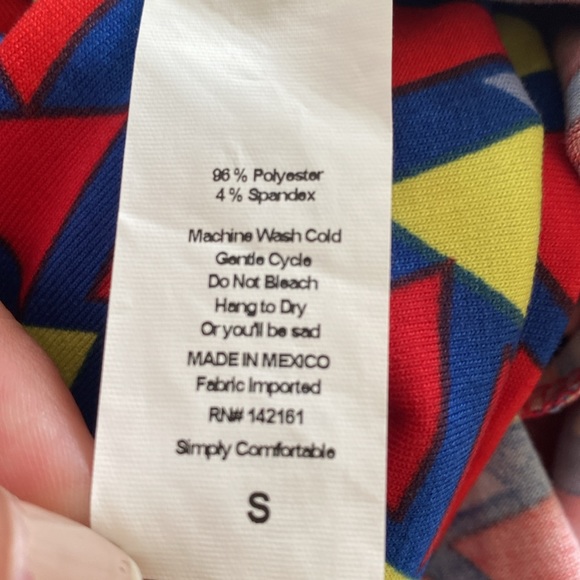 96 % Polyester
4 % Spandex
Machine Wash Cold
Gentle Cycle
Do Not Bleach
Hang to Dry
Or you'll be sad
MADE IN MEXICO
Fabric Imported
RN# 142161
Simply Comfortable
S